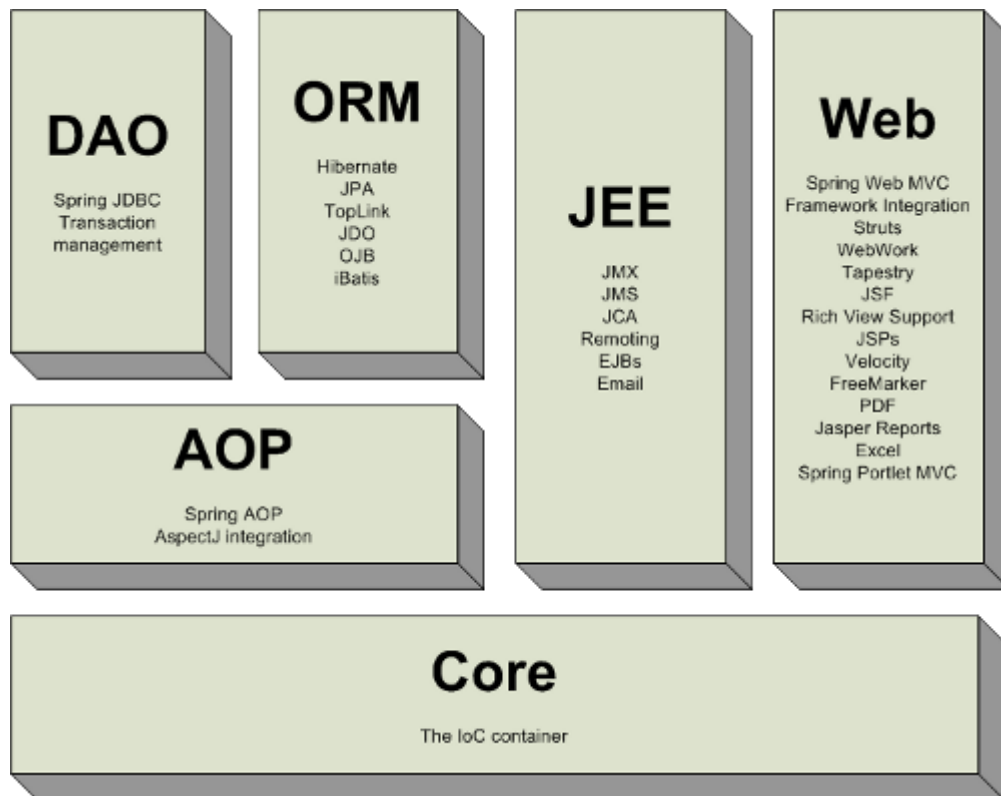 DAO
Spring JDBC
Transaction
management
ORM
Hibernate
JPA
TopLink
JDO
OJB
iBatis
JEE
JMX
JMS
JCA
Remoting
EJBs
Email
Web
Spring Web MVC
Framework Integration
Struts
WebWork
Tapestry
JSF
Rich View Support
JSPs
Velocity
FreeMarker
PDF
Jasper Reports
Excel
Spring Portlet MVC
AOP
Spring AOP
AspectJ integration
Core
The IoC container